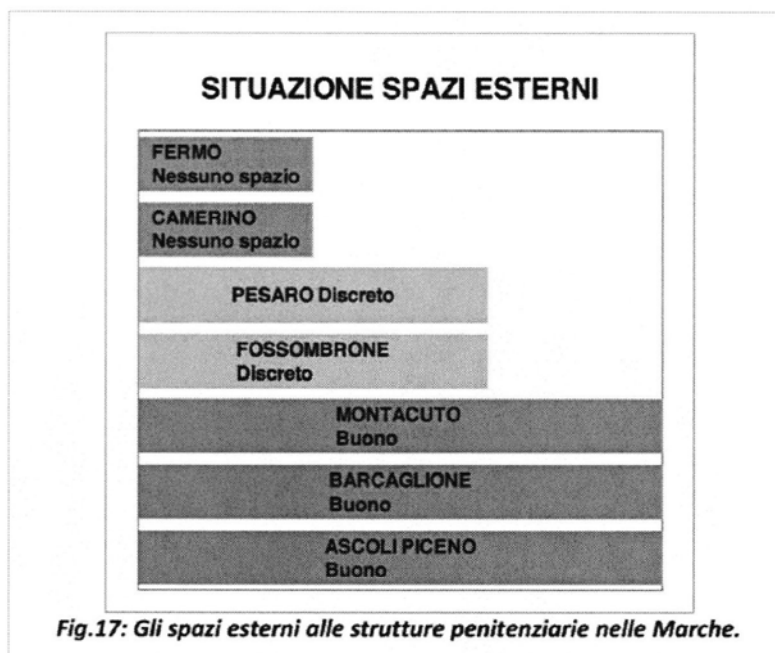 SITUAZIONE SPAZI ESTERNI
FERMO
Nessuno spazio
CAMERINO
Nessuno spazio
PESARO Discreto
FOSSOMBRONE
Discreto
MONTACUTO
Buono
BARCAGLIONE
Buono
ASCOLI PICENO
Buono
Fig.17: Gli spazi esterni alle strutture penitenziarie nelle Marche.